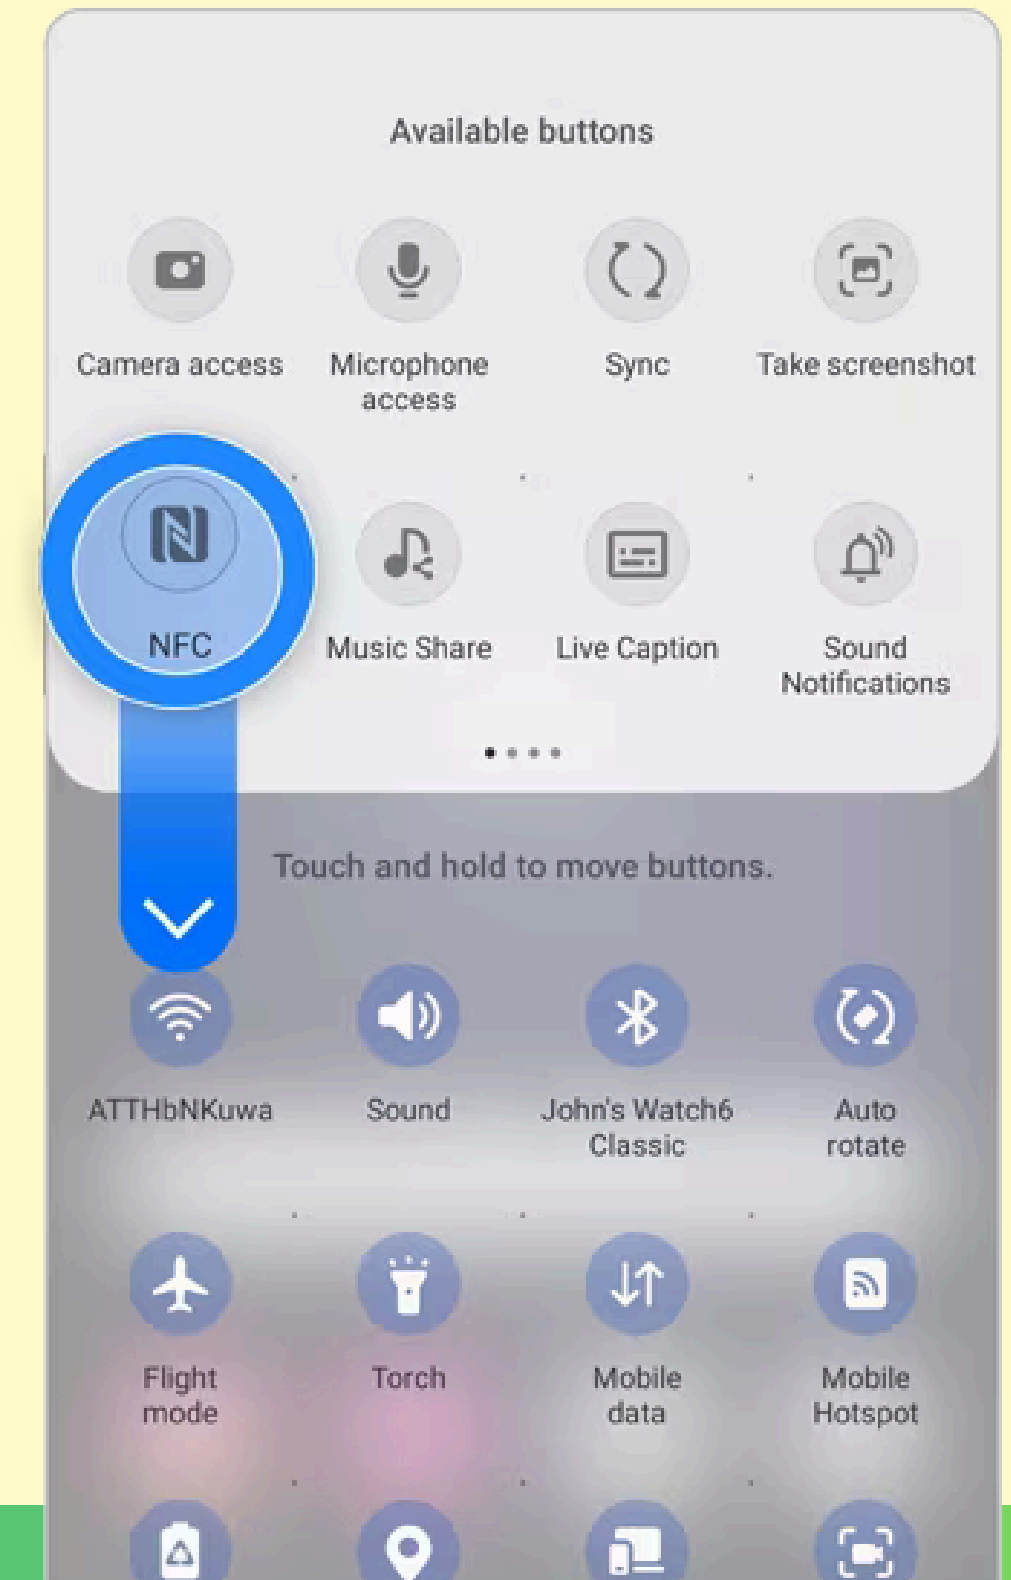 Available buttons
Camera access
Microphone
access
Sync
Take screenshot
NFC
Music Share
Live Caption
Sound
Notifications
Touch and hold to move buttons.
ATTHbNKuwa
Sound
John's Watch6
Classic
Auto
rotate
Flight
mode
Torch
Mobile
data
Mobile
Hotspot